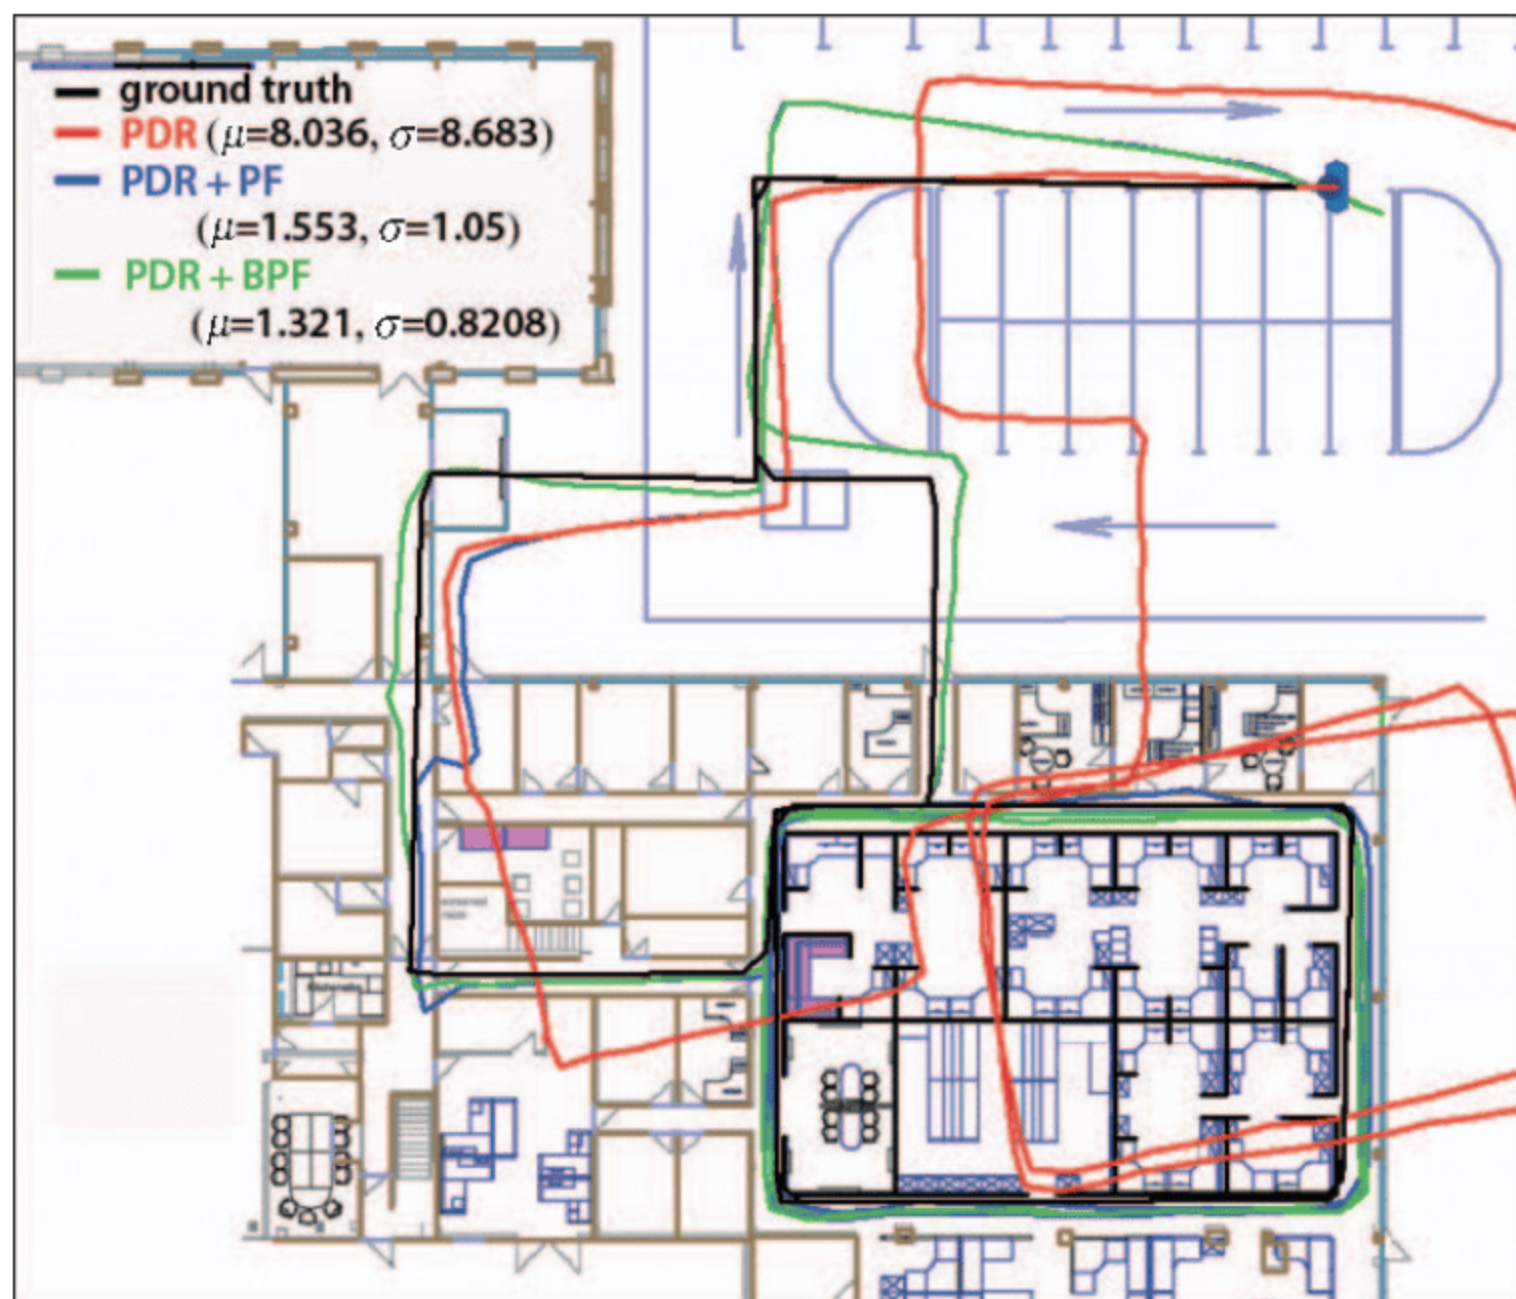 ground truth
PDR (μ=8.036, σ=8.683)
PDR + PF
(μ=1.553, σ=1.05)
PDR + BPF
(μ=1.321, σ=0.8208)